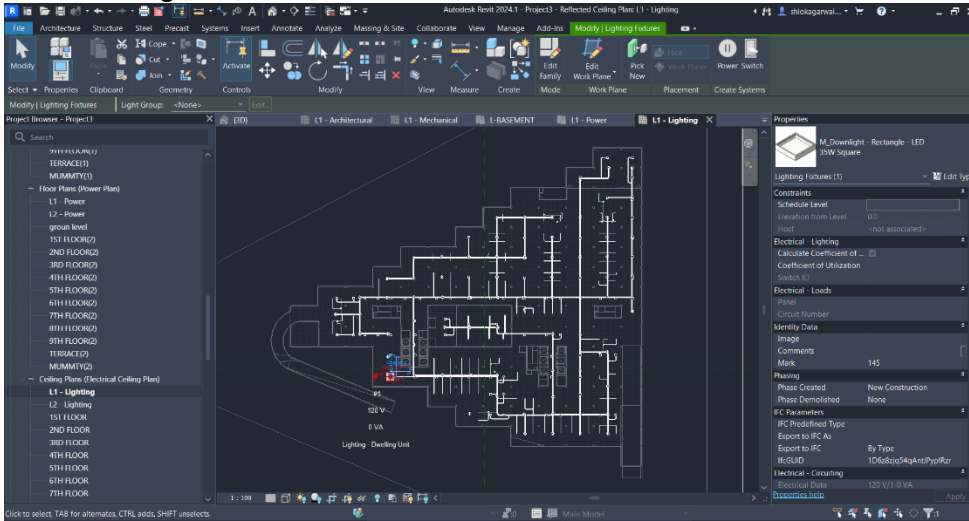 Autodesk Revit 2024.1 - Project3 - Reflected Ceiling Plan: L1 - Lighting
shlokagarwal...
File Architecture Structure Steel Precast Systems Insert Annotate Analyze Massing & Site Collaborate View Manage Add-Ins Modify | Lighting Fixtures
Modify
Properties
Paste
Cope
Cut
Join
Activate
Edit Family
Edit Work Plane
Pick New
Face
Work Plane
Power Switch
Select Properties Clipboard Geometry Controls Modify View Measure Create Mode Work Plane Placement Create Systems
Modify | Lighting Fixtures Light Group: <None> Edit...
Project Browser - Project3
Search
9TH FLOOR(1)
TERRACE(1)
MUMMTY(1)
Floor Plans (Power Plan)
L1 - Power
L2 - Power
groun level
1ST FLOOR(2)
2ND FLOOR(2)
3RD FLOOR(2)
4TH FLOOR(2)
5TH FLOOR(2)
6TH FLOOR(2)
7TH FLOOR(2)
8TH FLOOR(2)
9TH FLOOR(2)
TERRACE(2)
MUMMTY(2)
Ceiling Plans (Electrical Ceiling Plan)
L1 - Lighting
L2 - Lighting
1ST FLOOR
2ND FLOOR
3RD FLOOR
4TH FLOOR
5TH FLOOR
6TH FLOOR
7TH FLOOR
{3D} L1 - Architectural L1 - Mechanical L-BASEMENT L1 - Power L1 - Lighting
120 V
0 VA
Lighting - Dwelling Unit
1 : 100
Properties
M_Downlight - Rectangle - LED
35W Square
Lighting Fixtures (1) Edit Typ
Constraints
Schedule Level
Elevation from Level 0.0
Host <not associated>
Electrical - Lighting
Calculate Coefficient of ...
Coefficient of Utilization
Switch ID
Electrical - Loads
Panel
Circuit Number
Identity Data
Image
Comments
Mark 145
Phasing
Phase Created New Construction
Phase Demolished None
IFC Parameters
IFC Predefined Type
Export to IFC As
Export to IFC By Type
IfcGUID
Electrical - Circuiting
Electrical Data 120 V/1-0 VA
Properties help Apply
Click to select, TAB for alternates, CTRL adds, SHIFT unselects.
:0 Main Model :1